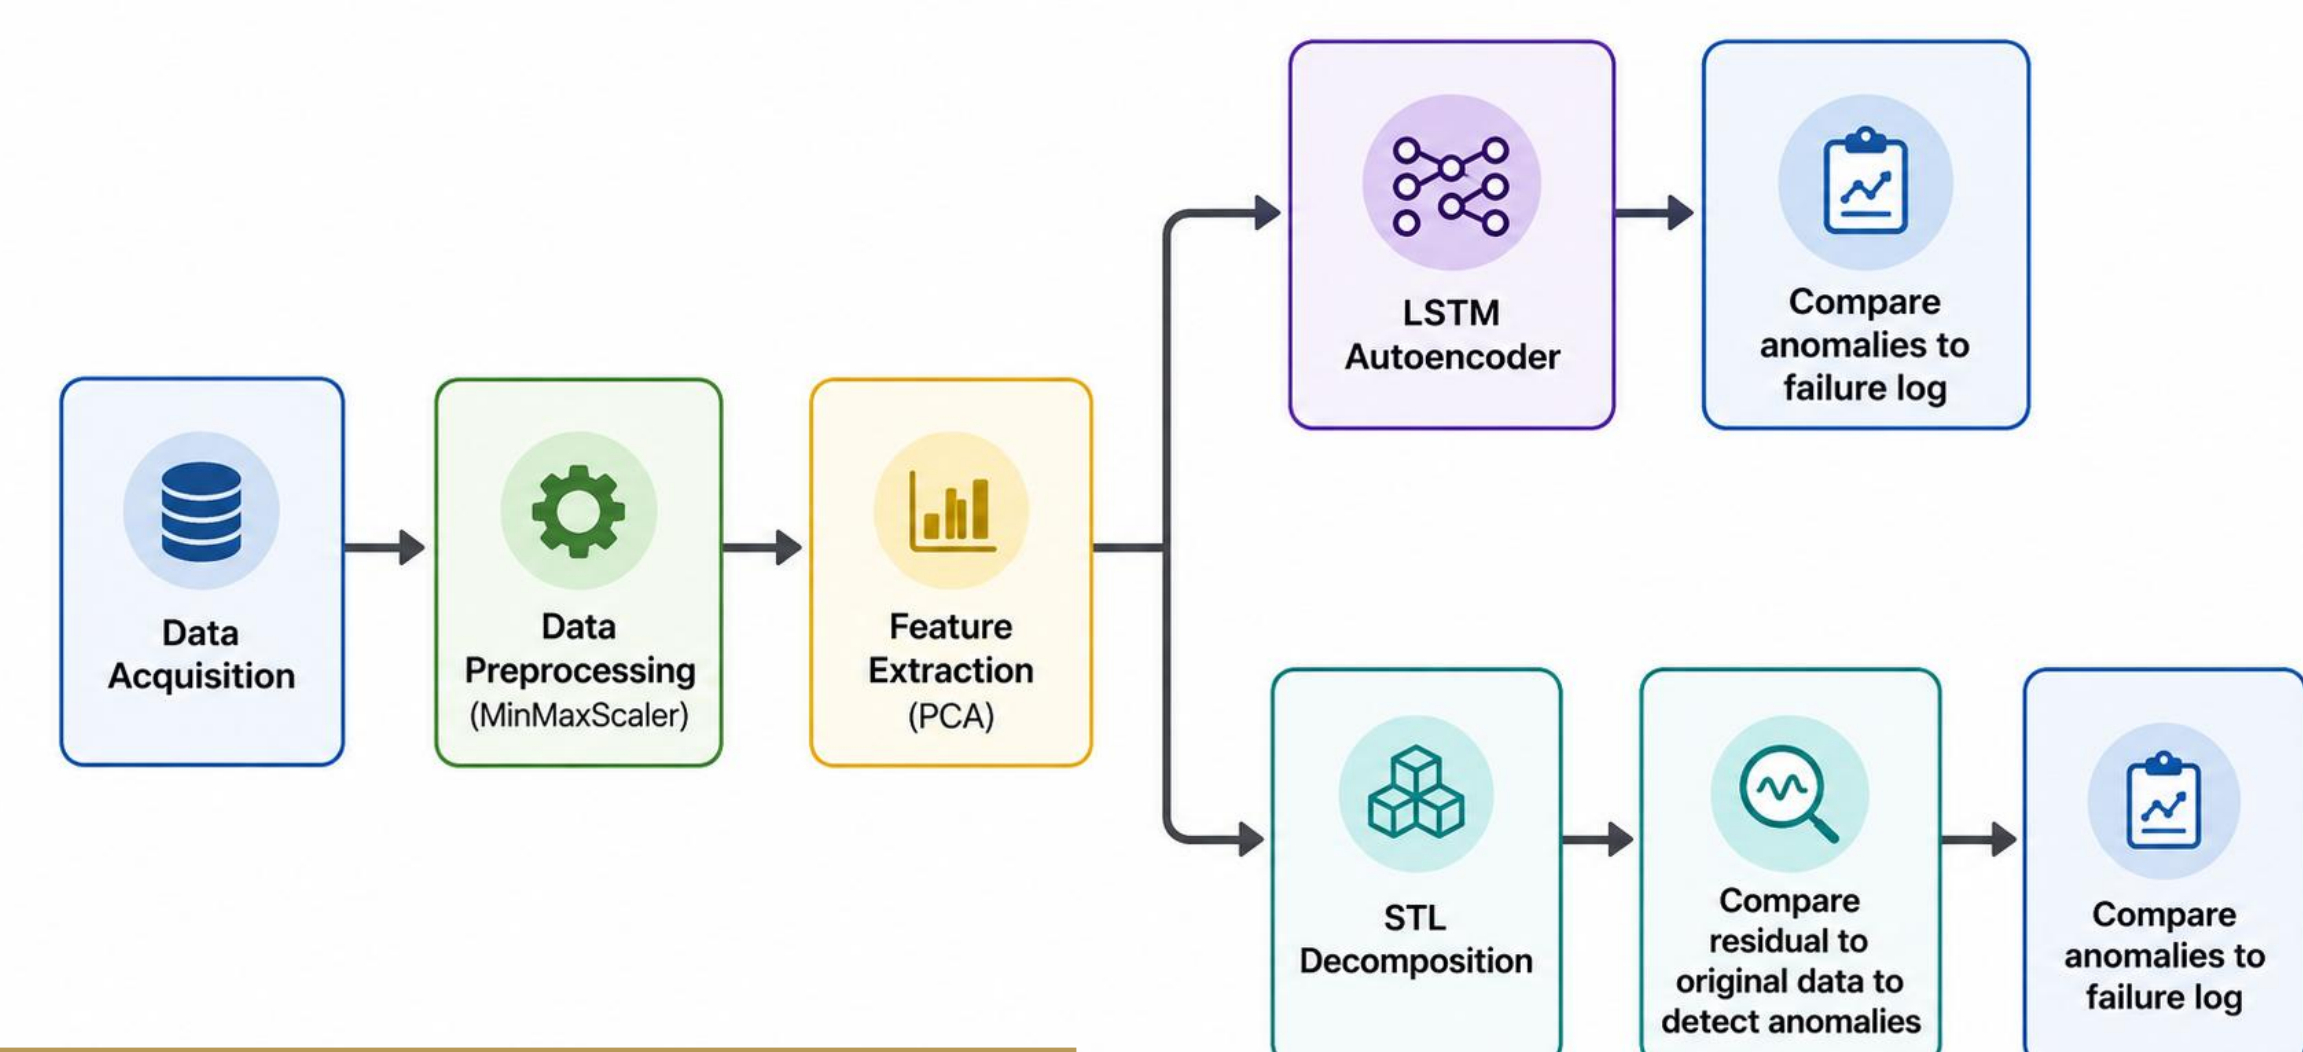 Data
Acquisition
Data
Preprocessing
(MinMaxScaler)
Feature
Extraction
(PCA)
LSTM
Autoencoder
Compare
anomalies to
failure log
STL
Decomposition
Compare
residual to
original data to
detect anomalies
Compare
anomalies to
failure log